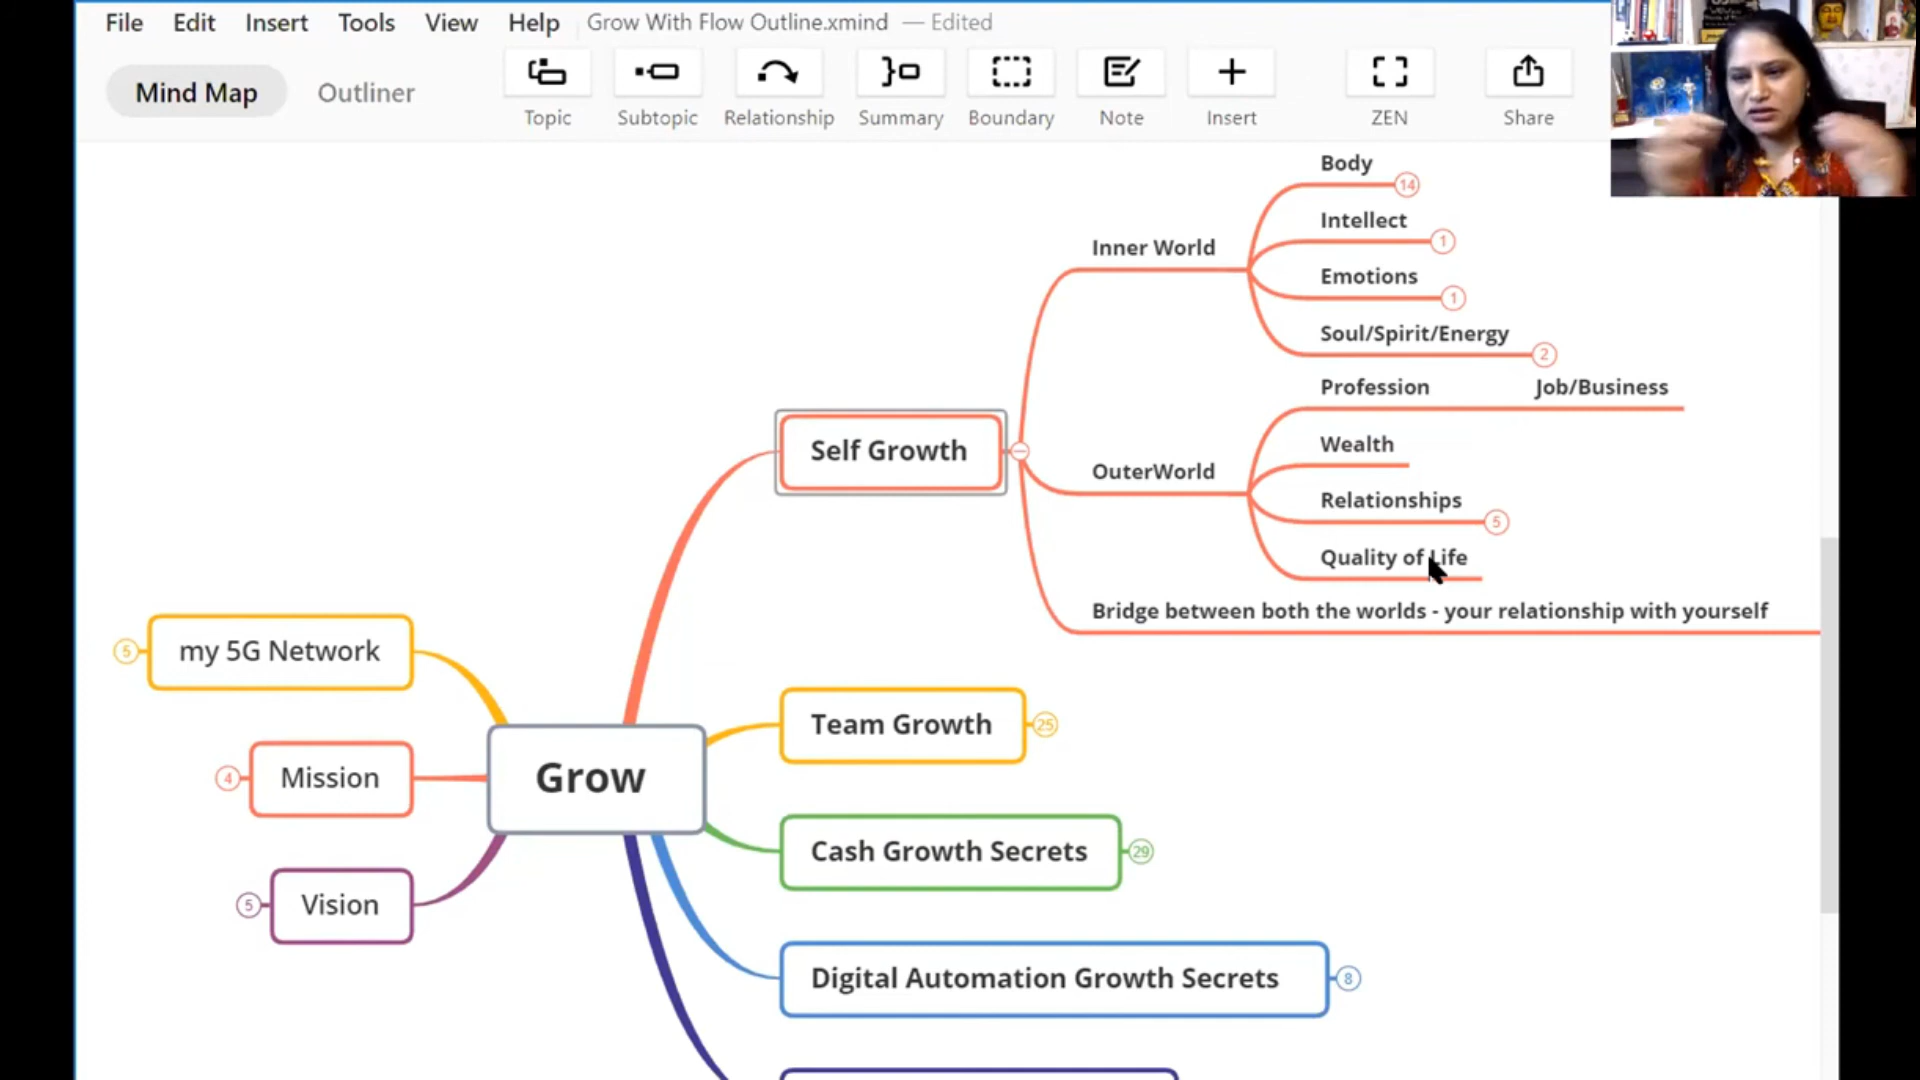 File Edit Insert Tools View Help Grow With Flow Outline.xmind — Edited
Mind Map Outliner
Topic Subtopic Relationship Summary Boundary Note Insert ZEN Share
Body 14
Intellect 1
Inner World
Emotions 1
Soul/Spirit/Energy 2
Profession Job/Business
Self Growth
Wealth
OuterWorld
Relationships 5
Quality of Life
Bridge between both the worlds - your relationship with yourself
5 my 5G Network
Team Growth 25
4 Mission
Grow
Cash Growth Secrets 29
5 Vision
Digital Automation Growth Secrets 8